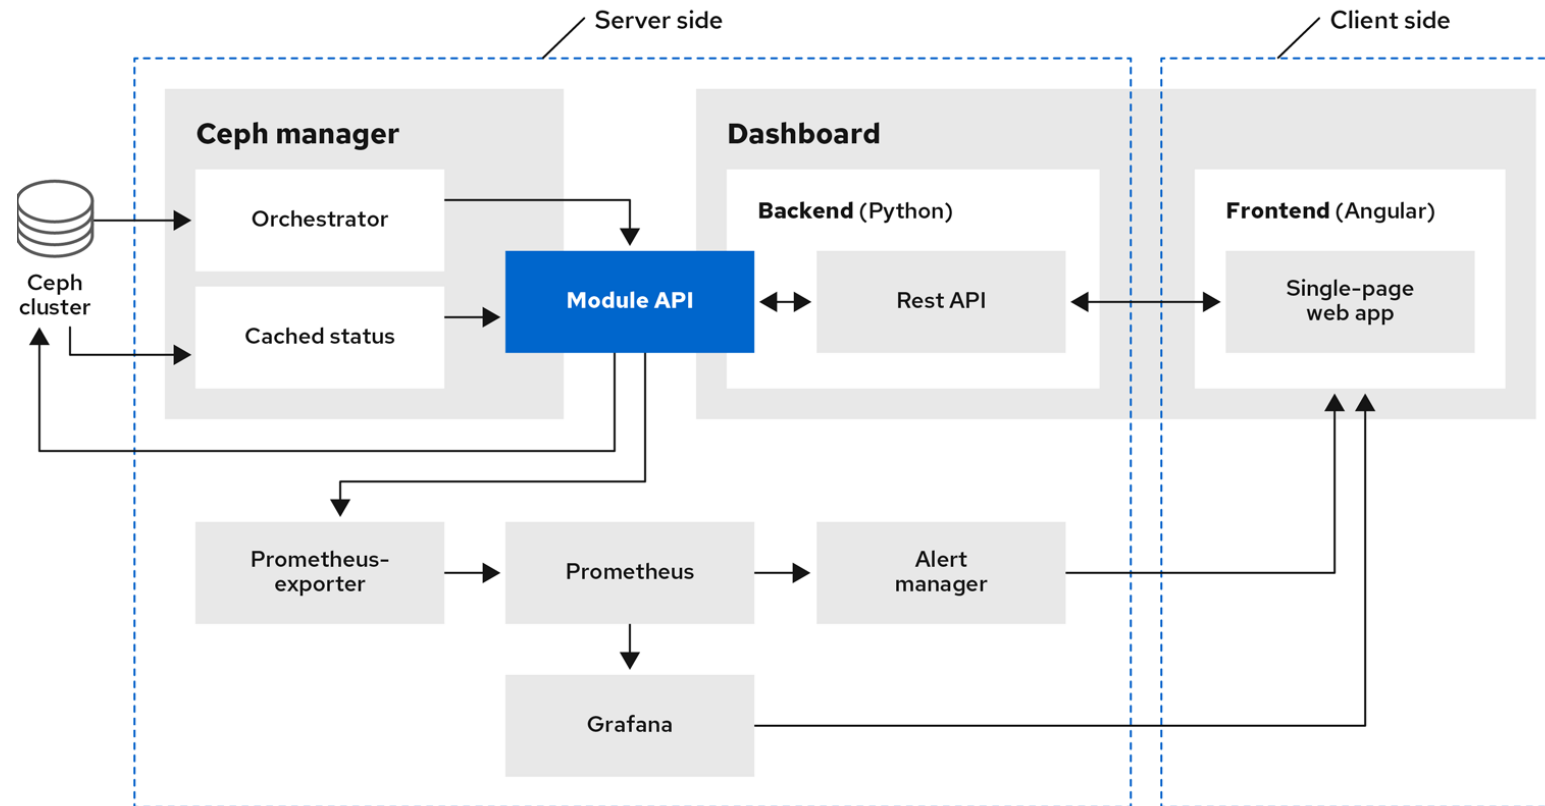 Server side
Client side
Ceph manager
Dashboard
Orchestrator
Backend (Python)
Frontend (Angular)
Ceph
cluster
Cached status
Module API
Rest API
Single-page
web app
Prometheus-
exporter
Prometheus
Alert
manager
Grafana